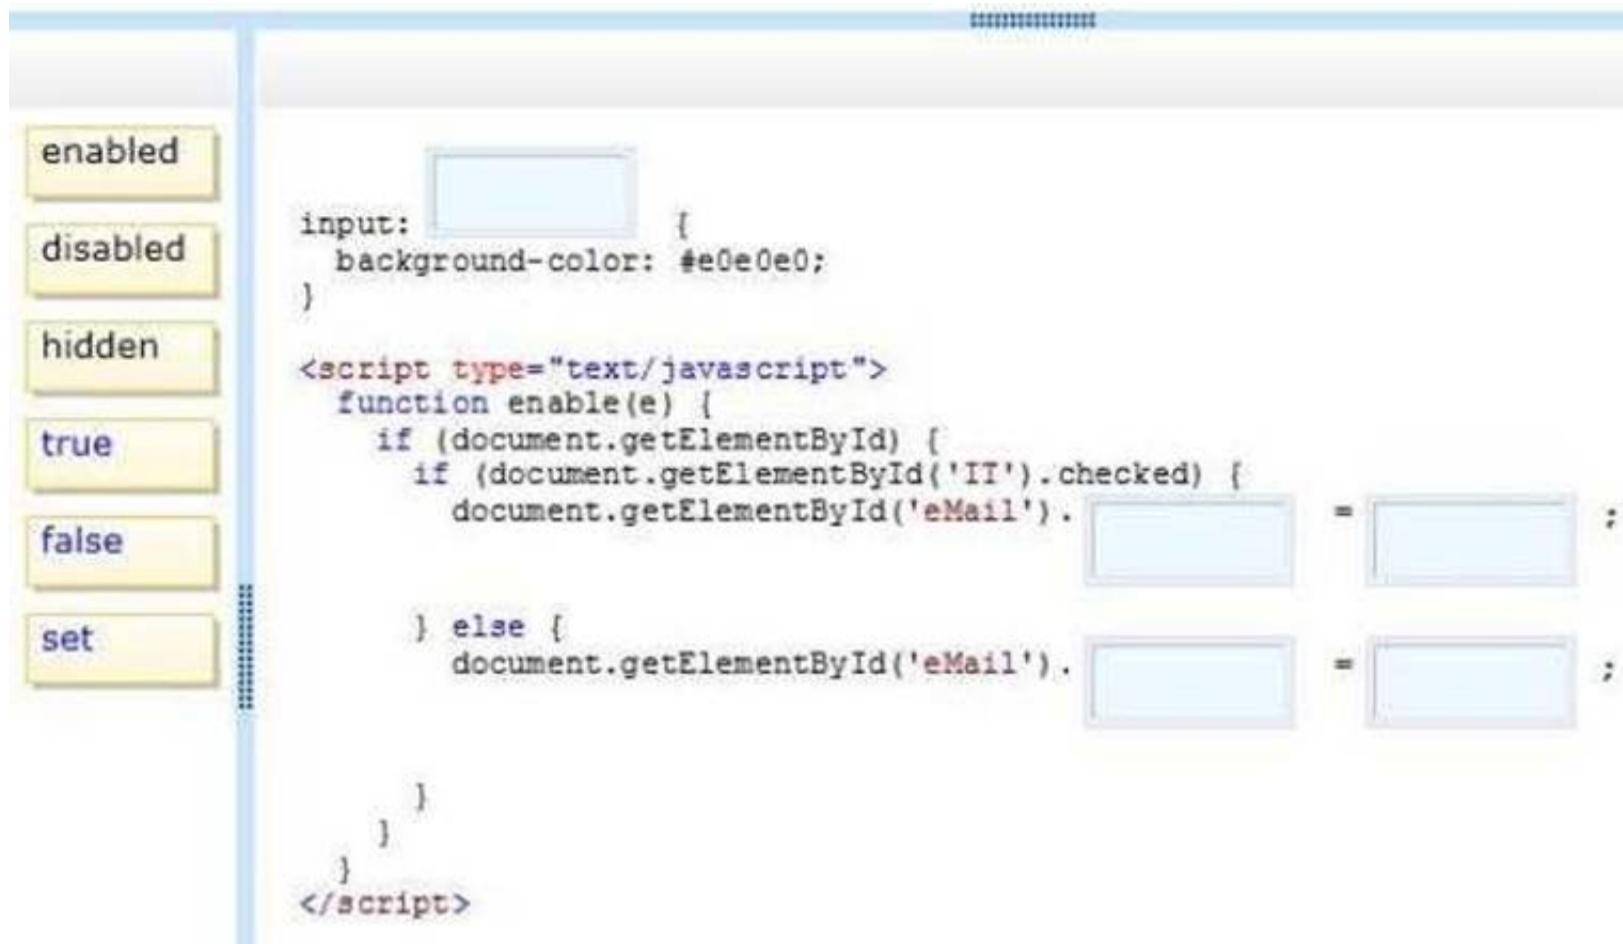 enabled
disabled
hidden
true
false
set
input: {
background-color: #e0e0e0;
}
<script type="text/javascript">
function enable(e) {
if (document.getElementById) {
if (document.getElementById('IT').checked) {
document.getElementById('eMail'). = ;
} else {
document.getElementById('eMail'). = ;
}
}
}
</script>